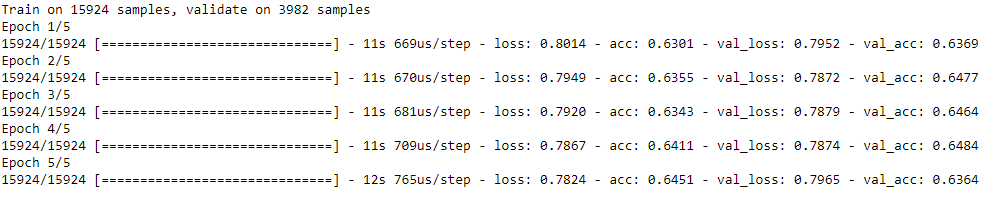 Train on 15924 samples, validate on 3982 samples
Epoch 1/5
15924/15924 [==============================] - 11s 669us/step - loss: 0.8014 - acc: 0.6301 - val_loss: 0.7952 - val_acc: 0.6369
Epoch 2/5
15924/15924 [==============================] - 11s 670us/step - loss: 0.7949 - acc: 0.6355 - val_loss: 0.7872 - val_acc: 0.6477
Epoch 3/5
15924/15924 [==============================] - 11s 681us/step - loss: 0.7920 - acc: 0.6343 - val_loss: 0.7879 - val_acc: 0.6464
Epoch 4/5
15924/15924 [==============================] - 11s 709us/step - loss: 0.7867 - acc: 0.6411 - val_loss: 0.7874 - val_acc: 0.6484
Epoch 5/5
15924/15924 [==============================] - 12s 765us/step - loss: 0.7824 - acc: 0.6451 - val_loss: 0.7965 - val_acc: 0.6364